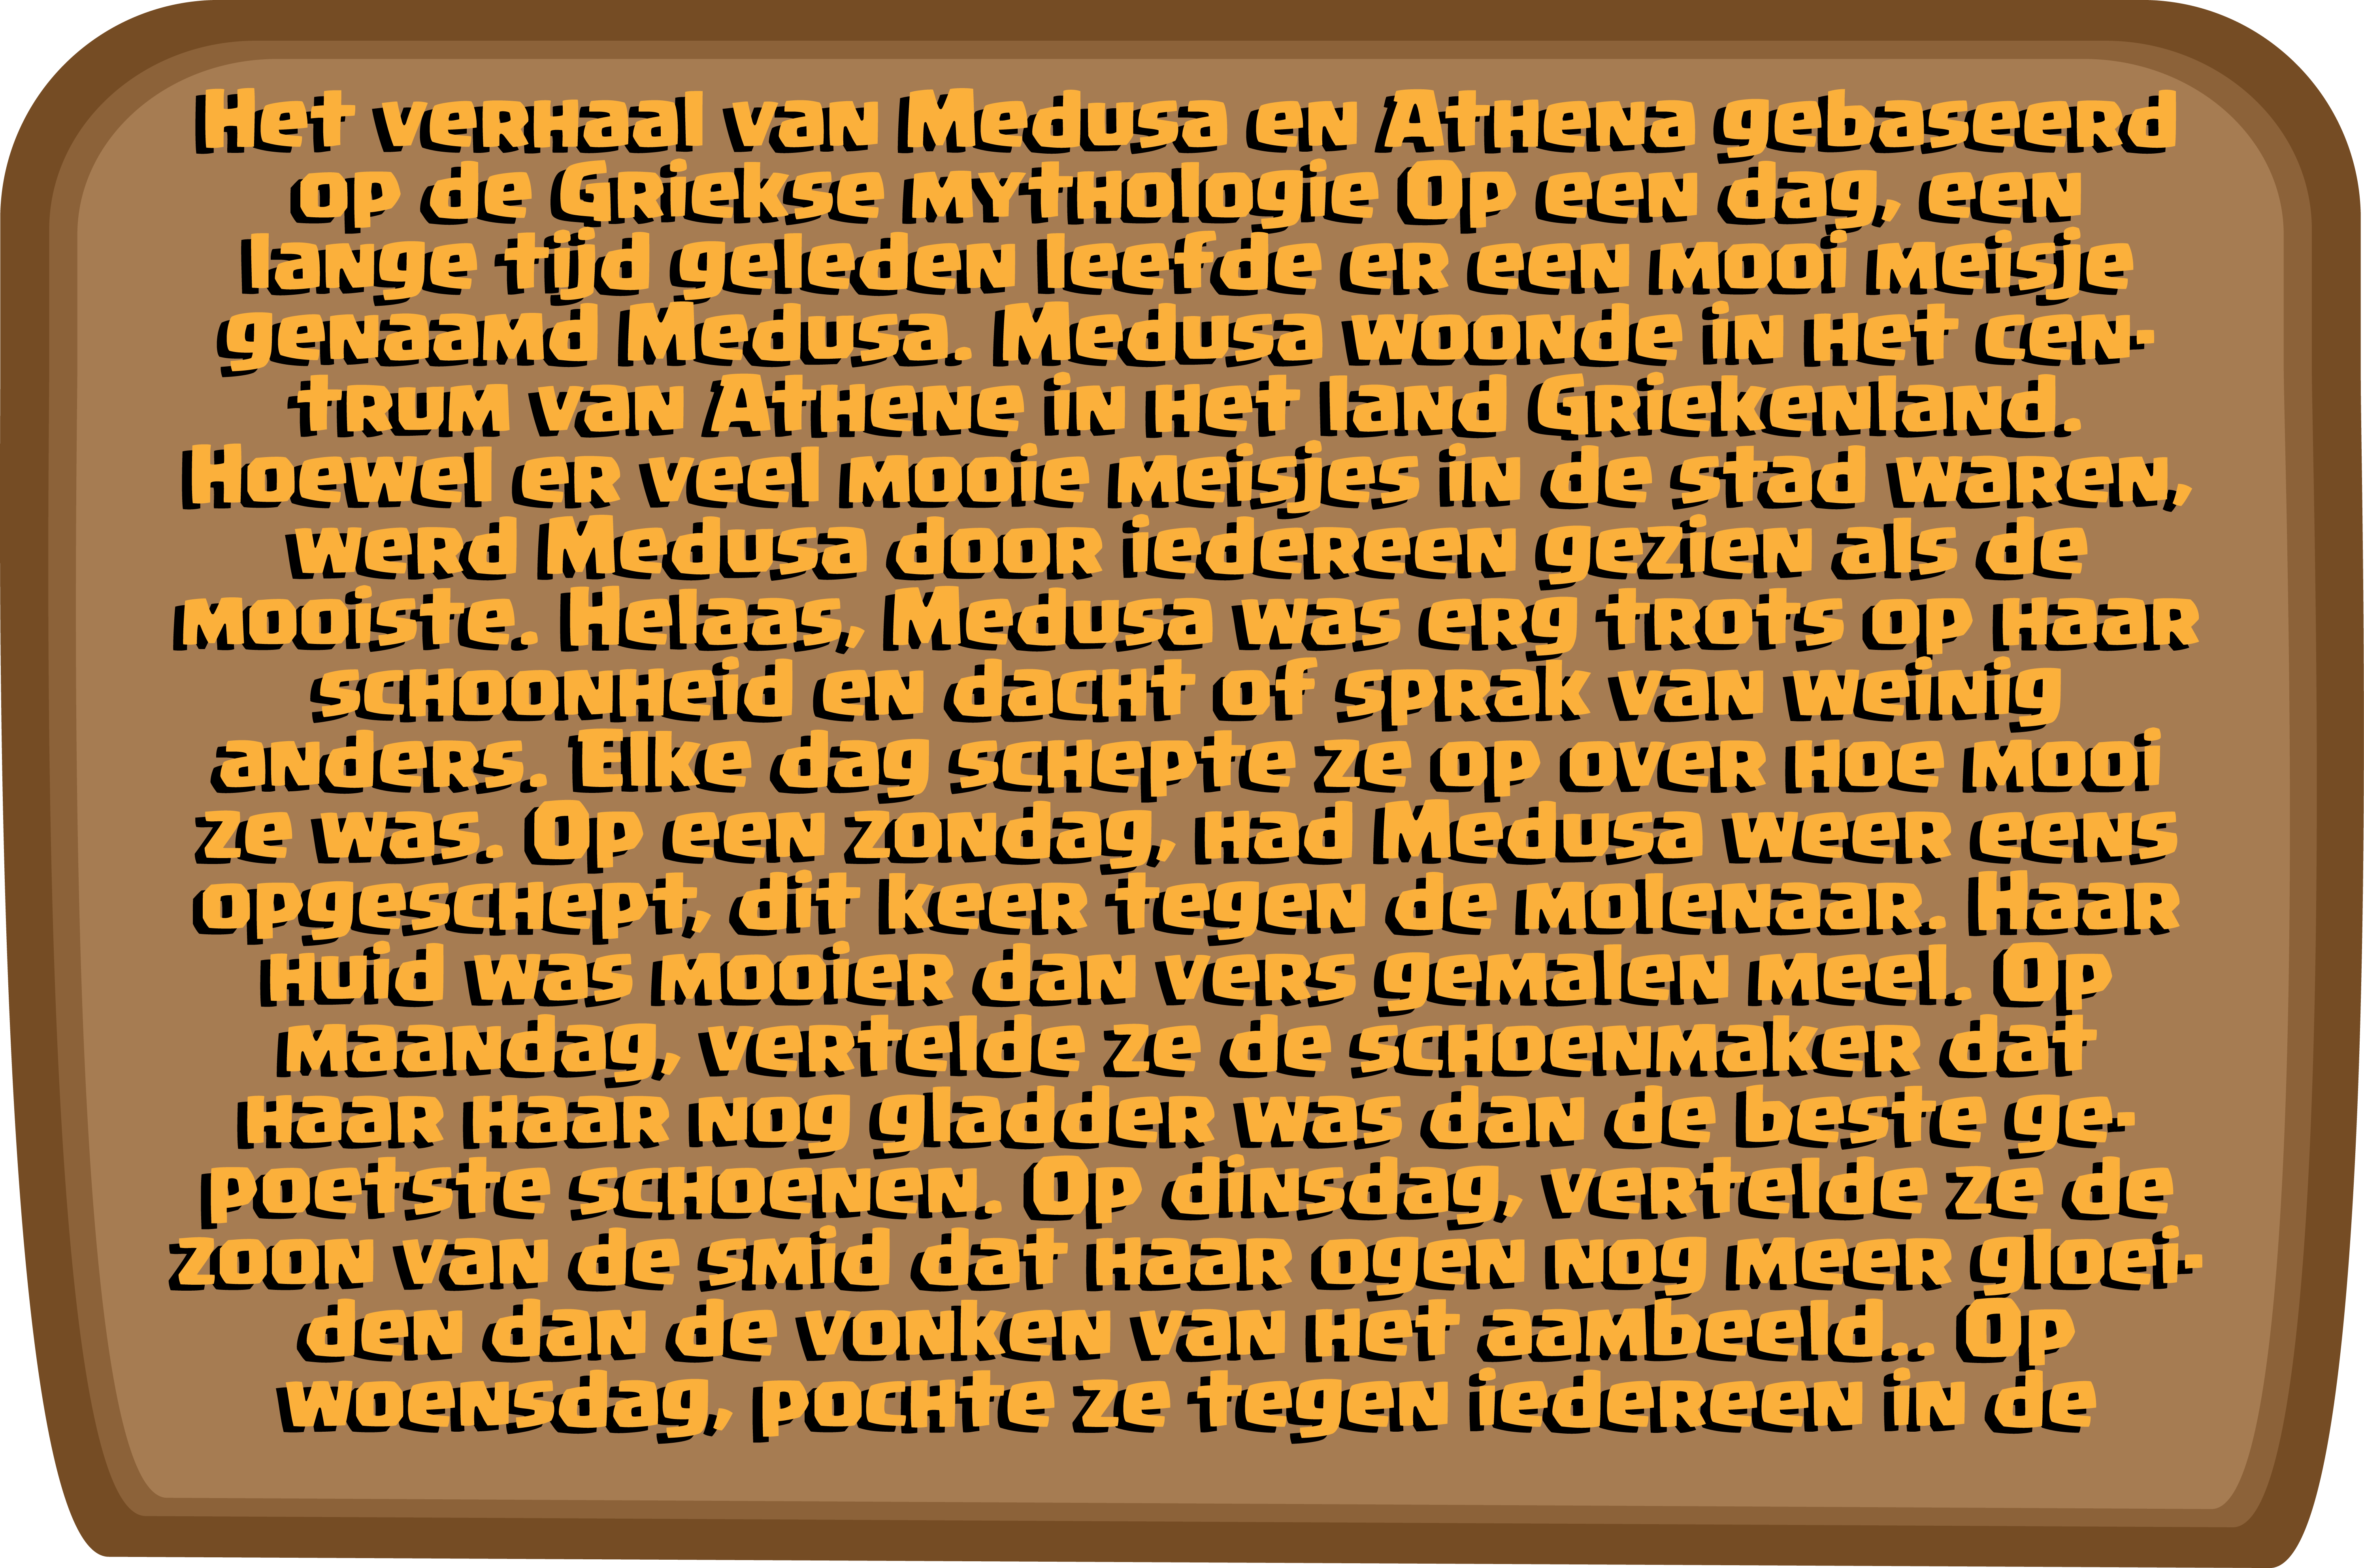 Het verhaal van Medusa en Athena gebaseerd
op de Griekse mythologie Op een dag, een
lange tijd geleden leefde er een mooi meisje
genaamd Medusa. Medusa woonde in het cen-
trum van Athene in het land Griekenland.
Hoewel er veel mooie meisjes in de stad waren,
werd Medusa door iedereen gezien als de
mooiste. Helaas, Medusa was erg trots op haar
schoonheid en dacht of sprak van weinig
anders. Elke dag schepte ze op over hoe mooi
ze was. Op een zondag, had Medusa weer eens
opgeschept, dit keer tegen de molenaar. Haar
huid was mooier dan vers gemalen meel. Op
maandag, vertelde ze de schoenmaker dat
haar haar nog gladder was dan de beste ge-
poetste schoenen. Op dinsdag, vertelde ze de
zoon van de smid dat haar ogen nog meer gloei-
den dan de vonken van het aambeeld.. Op
woensdag, pochte ze tegen iedereen in de